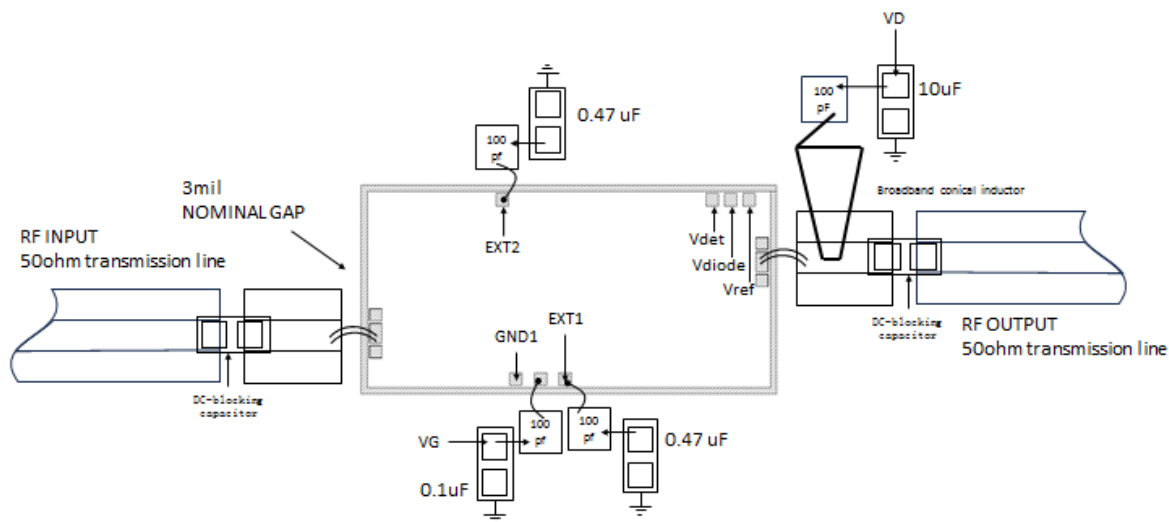 VD
100
pF
10uF
0.47 uF
100
pf
3mil
NOMINAL GAP
Broadband conical inductor
EXT2
Vdet
Vdiode
Vref
RF INPUT
50ohm transmission line
GND1
EXT1
DC-blocking
capacitor
RF OUTPUT
50ohm transmission line
DC-blocking
capacitor
VG
100
pf
100
pf
0.47 uF
0.1uF